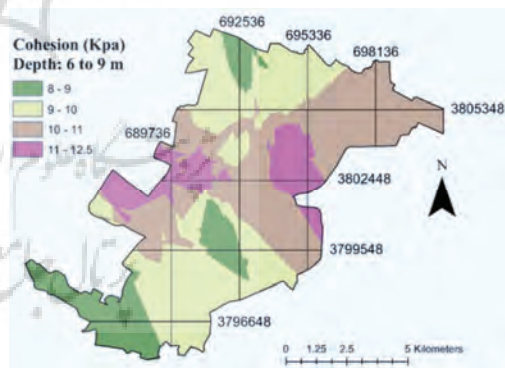 692536
695336
698136
Cohesion (Kpa)
Depth: 6 to 9 m
8 - 9
9 - 10
10 - 11
11 - 12.5
689736
3805348
N
3802448
3799548
3796648
0 1.25 2.5 5 Kilometers